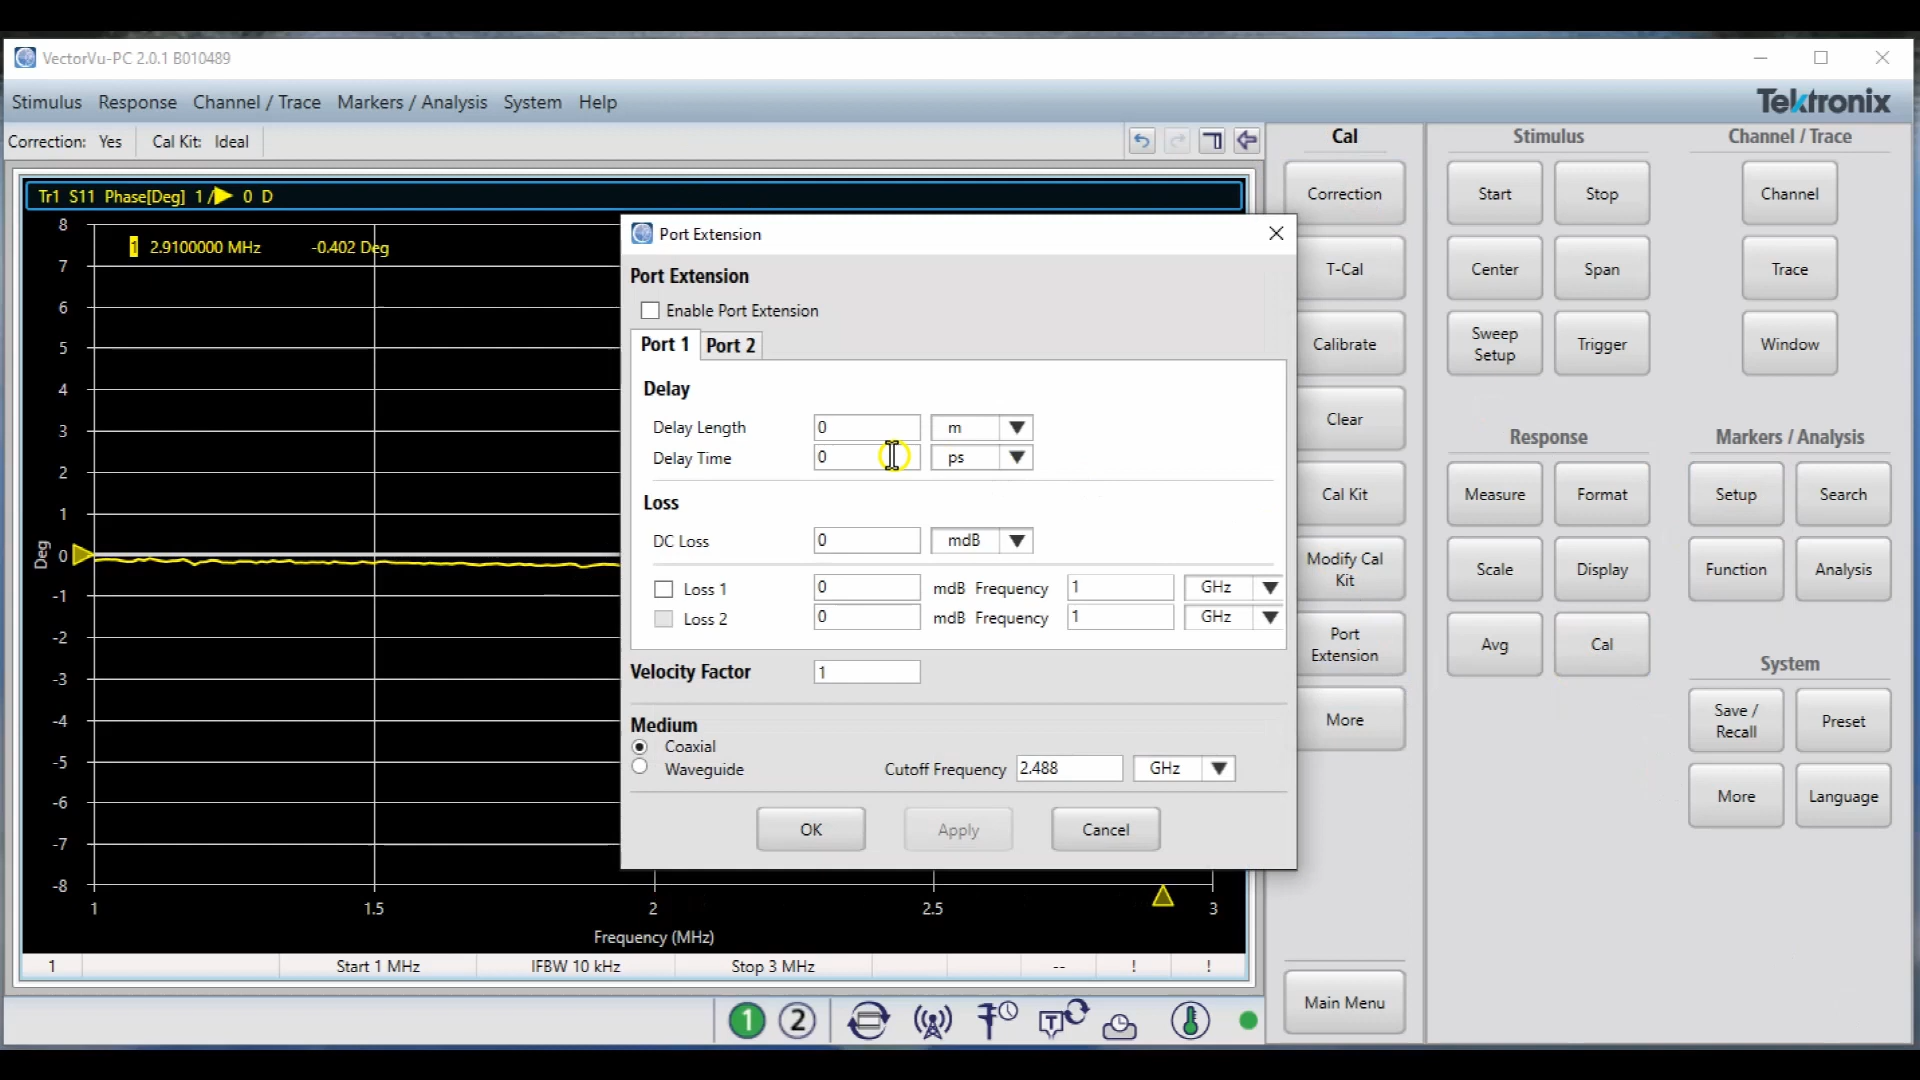 VectorVu-PC 2.0.1 B010489
Stimulus Response Channel / Trace Markers / Analysis System Help
Tektronix
Correction: Yes Cal Kit: Ideal
Tr1 S11 Phase[Deg] 1/ 0 D
1 2.9100000 MHz -0.402 Deg
8
7
6
5
4
3
2
1
0
-1
-2
-3
-4
-5
-6
-7
-8
Deg
1 1.5 2 2.5 3
Frequency (MHz)
1 Start 1 MHz IFBW 10 kHz Stop 3 MHz -- ! !
1 2
T
Port Extension
Port Extension
Enable Port Extension
Port 1 Port 2
Delay
Delay Length 0 m
Delay Time 0 ps
Loss
DC Loss 0 mdB
Loss 1 0 mdB Frequency 1 GHz
Loss 2 0 mdB Frequency 1 GHz
Velocity Factor 1
Medium
Coaxial
Waveguide Cutoff Frequency 2.488 GHz
OK Apply Cancel
Cal
Correction
T-Cal
Calibrate
Clear
Cal Kit
Modify Cal
Kit
Port
Extension
More
Main Menu
Stimulus
Start Stop
Center Span
Sweep
Setup
Trigger
Response
Measure Format
Scale Display
Avg Cal
Channel / Trace
Channel
Trace
Window
Markers / Analysis
Setup Search
Function Analysis
System
Save /
Recall
Preset
More Language